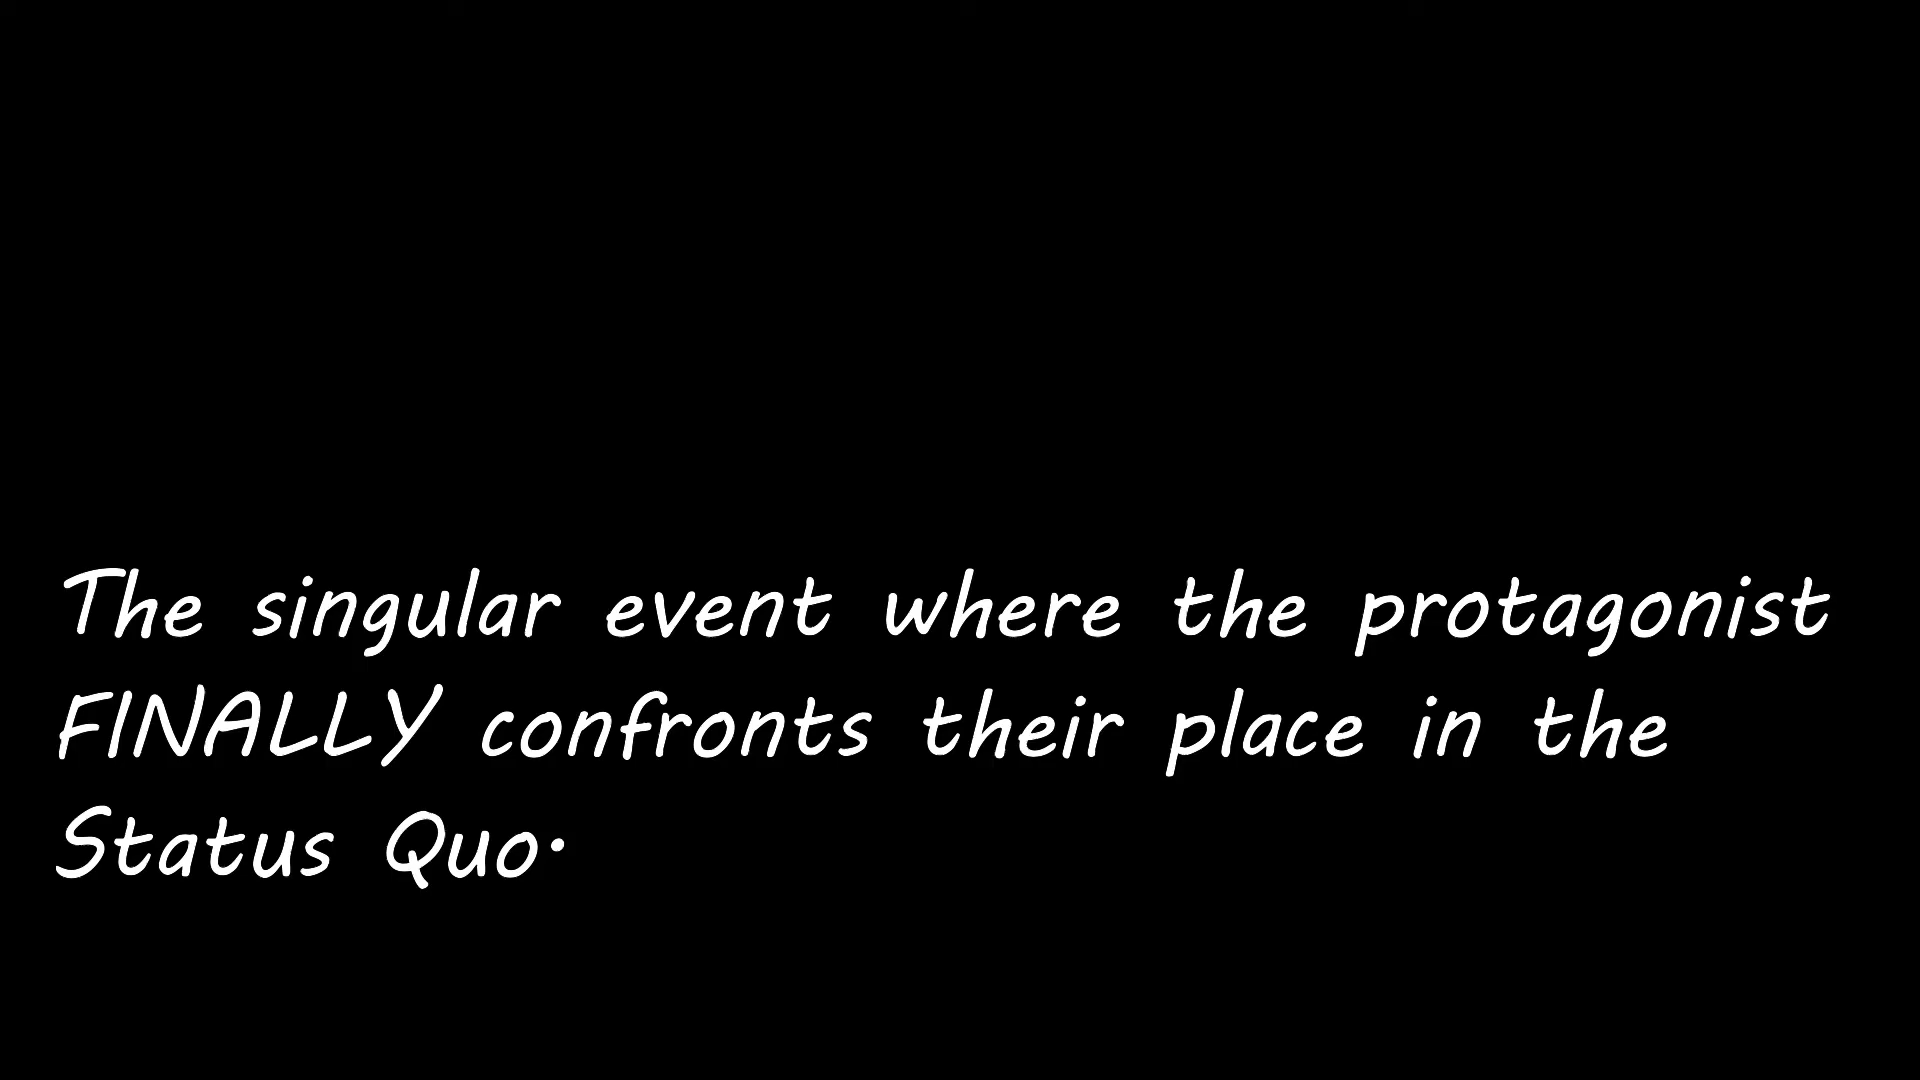 The singular event where the protagonist
FINALLY confronts their place in the
Status Quo.